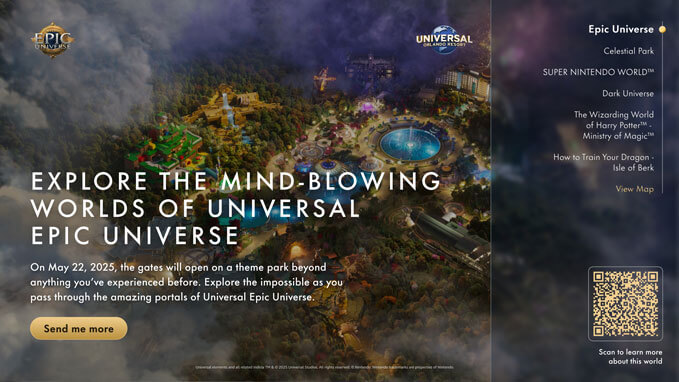 EPIC
UNIVERSE
UNIVERSAL
ORLANDO RESORT
EXPLORE THE MIND-BLOWING
WORLDS OF UNIVERSAL
EPIC UNIVERSE
On May 22, 2025, the gates will open on a theme park beyond
anything you've experienced before. Explore the impossible as you
pass through the amazing portals of Universal Epic Universe.
Send me more
Universal elements and all related indicia TM & © 2025 Universal Studios. All rights reserved. © Nintendo. Nintendo trademarks are properties of Nintendo.
Epic Universe
Celestial Park
SUPER NINTENDO WORLD™
Dark Universe
The Wizarding World
of Harry Potter™ -
Ministry of Magic™
How to Train Your Dragon -
Isle of Berk
View Map
Scan to learn more
about this world